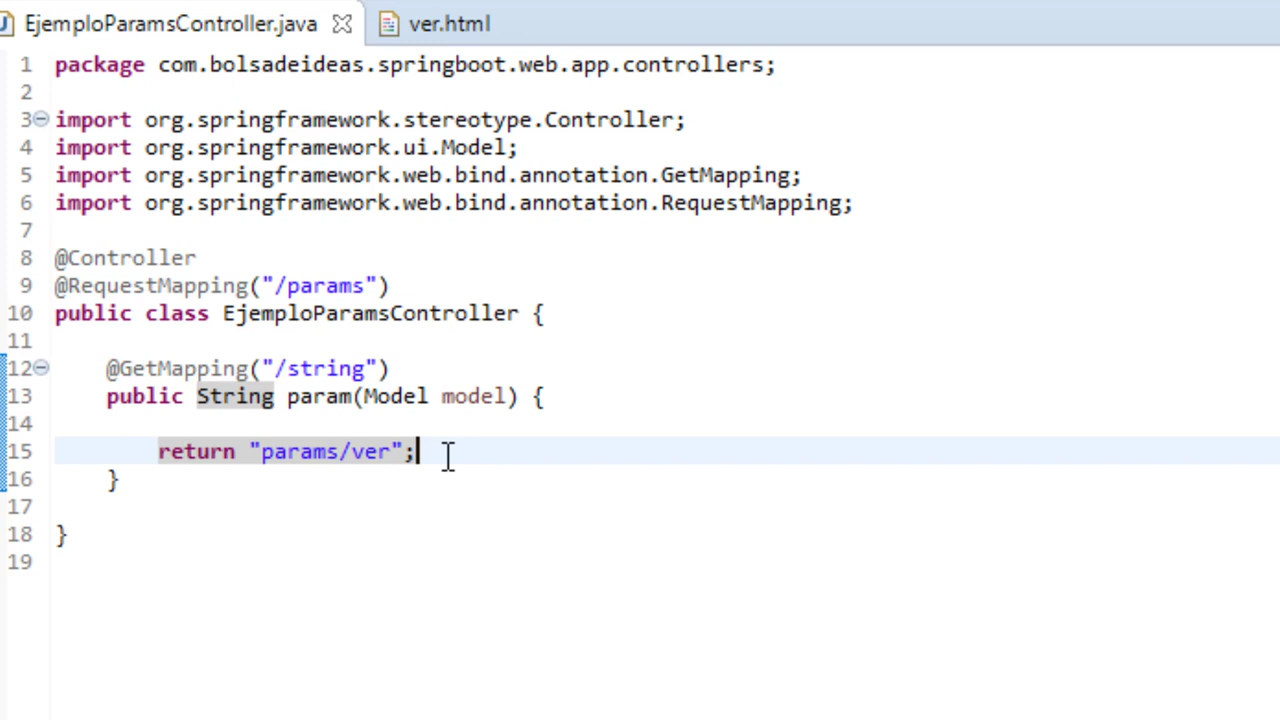 EjemploParamsController.java ver.html
1 package com.bolsadeideas.springboot.web.app.controllers;
2
3 import org.springframework.stereotype.Controller;
4 import org.springframework.ui.Model;
5 import org.springframework.web.bind.annotation.GetMapping;
6 import org.springframework.web.bind.annotation.RequestMapping;
7
8 @Controller
9 @RequestMapping("/params")
10 public class EjemploParamsController {
11
12 @GetMapping("/string")
13 public String param(Model model) {
14
15 return "params/ver";
16 }
17
18 }
19